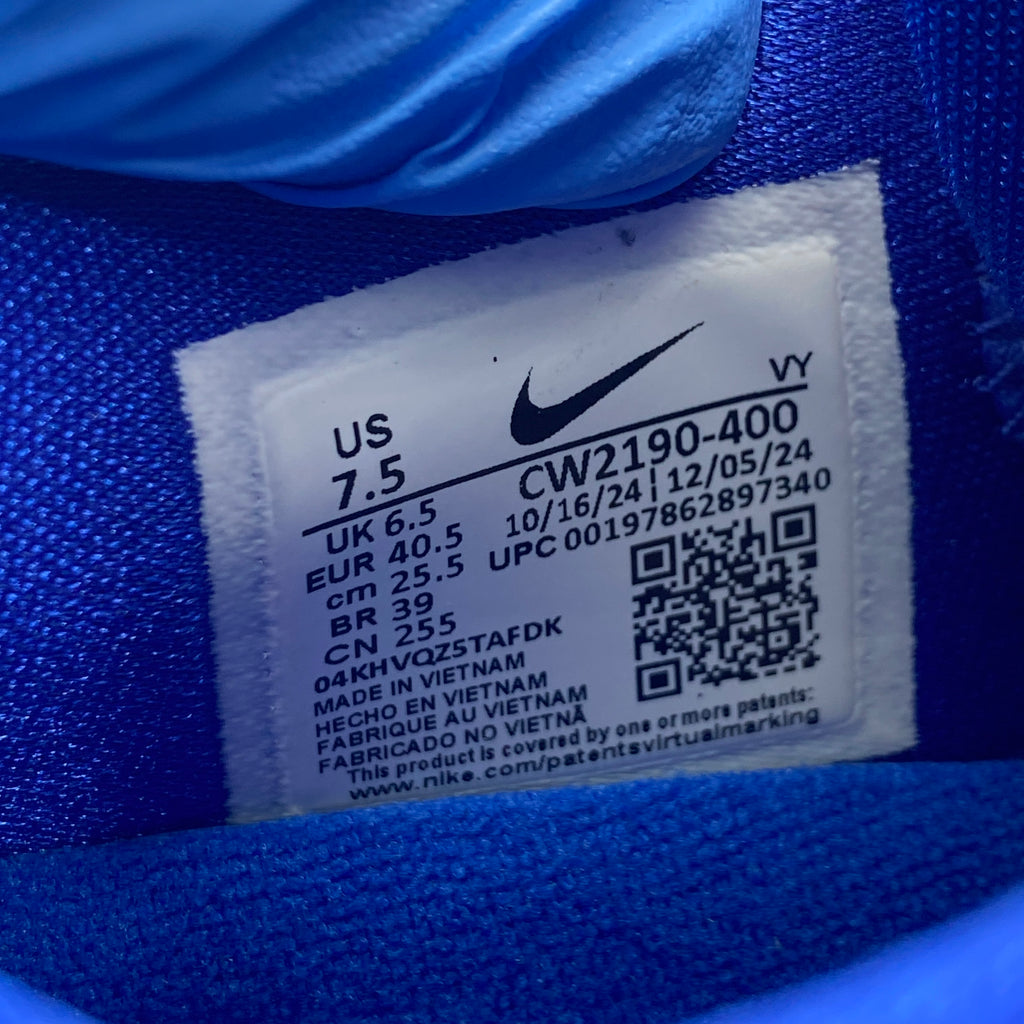 VY
US
7.5
CW2190-400
10/16/24 | 12/05/24
UPC 00197862897340
UK 6.5
EUR 40.5
cm 25.5
BR 39
CN 255
04KHVQZ5TAFDK
MADE IN VIETNAM
HECHO EN VIETNAM
FABRIQUE AU VIETNAM
FABRICADO NO VIETNÃ
This product is covered by one or more patents:
www.nike.com/patentsvirtualmarking